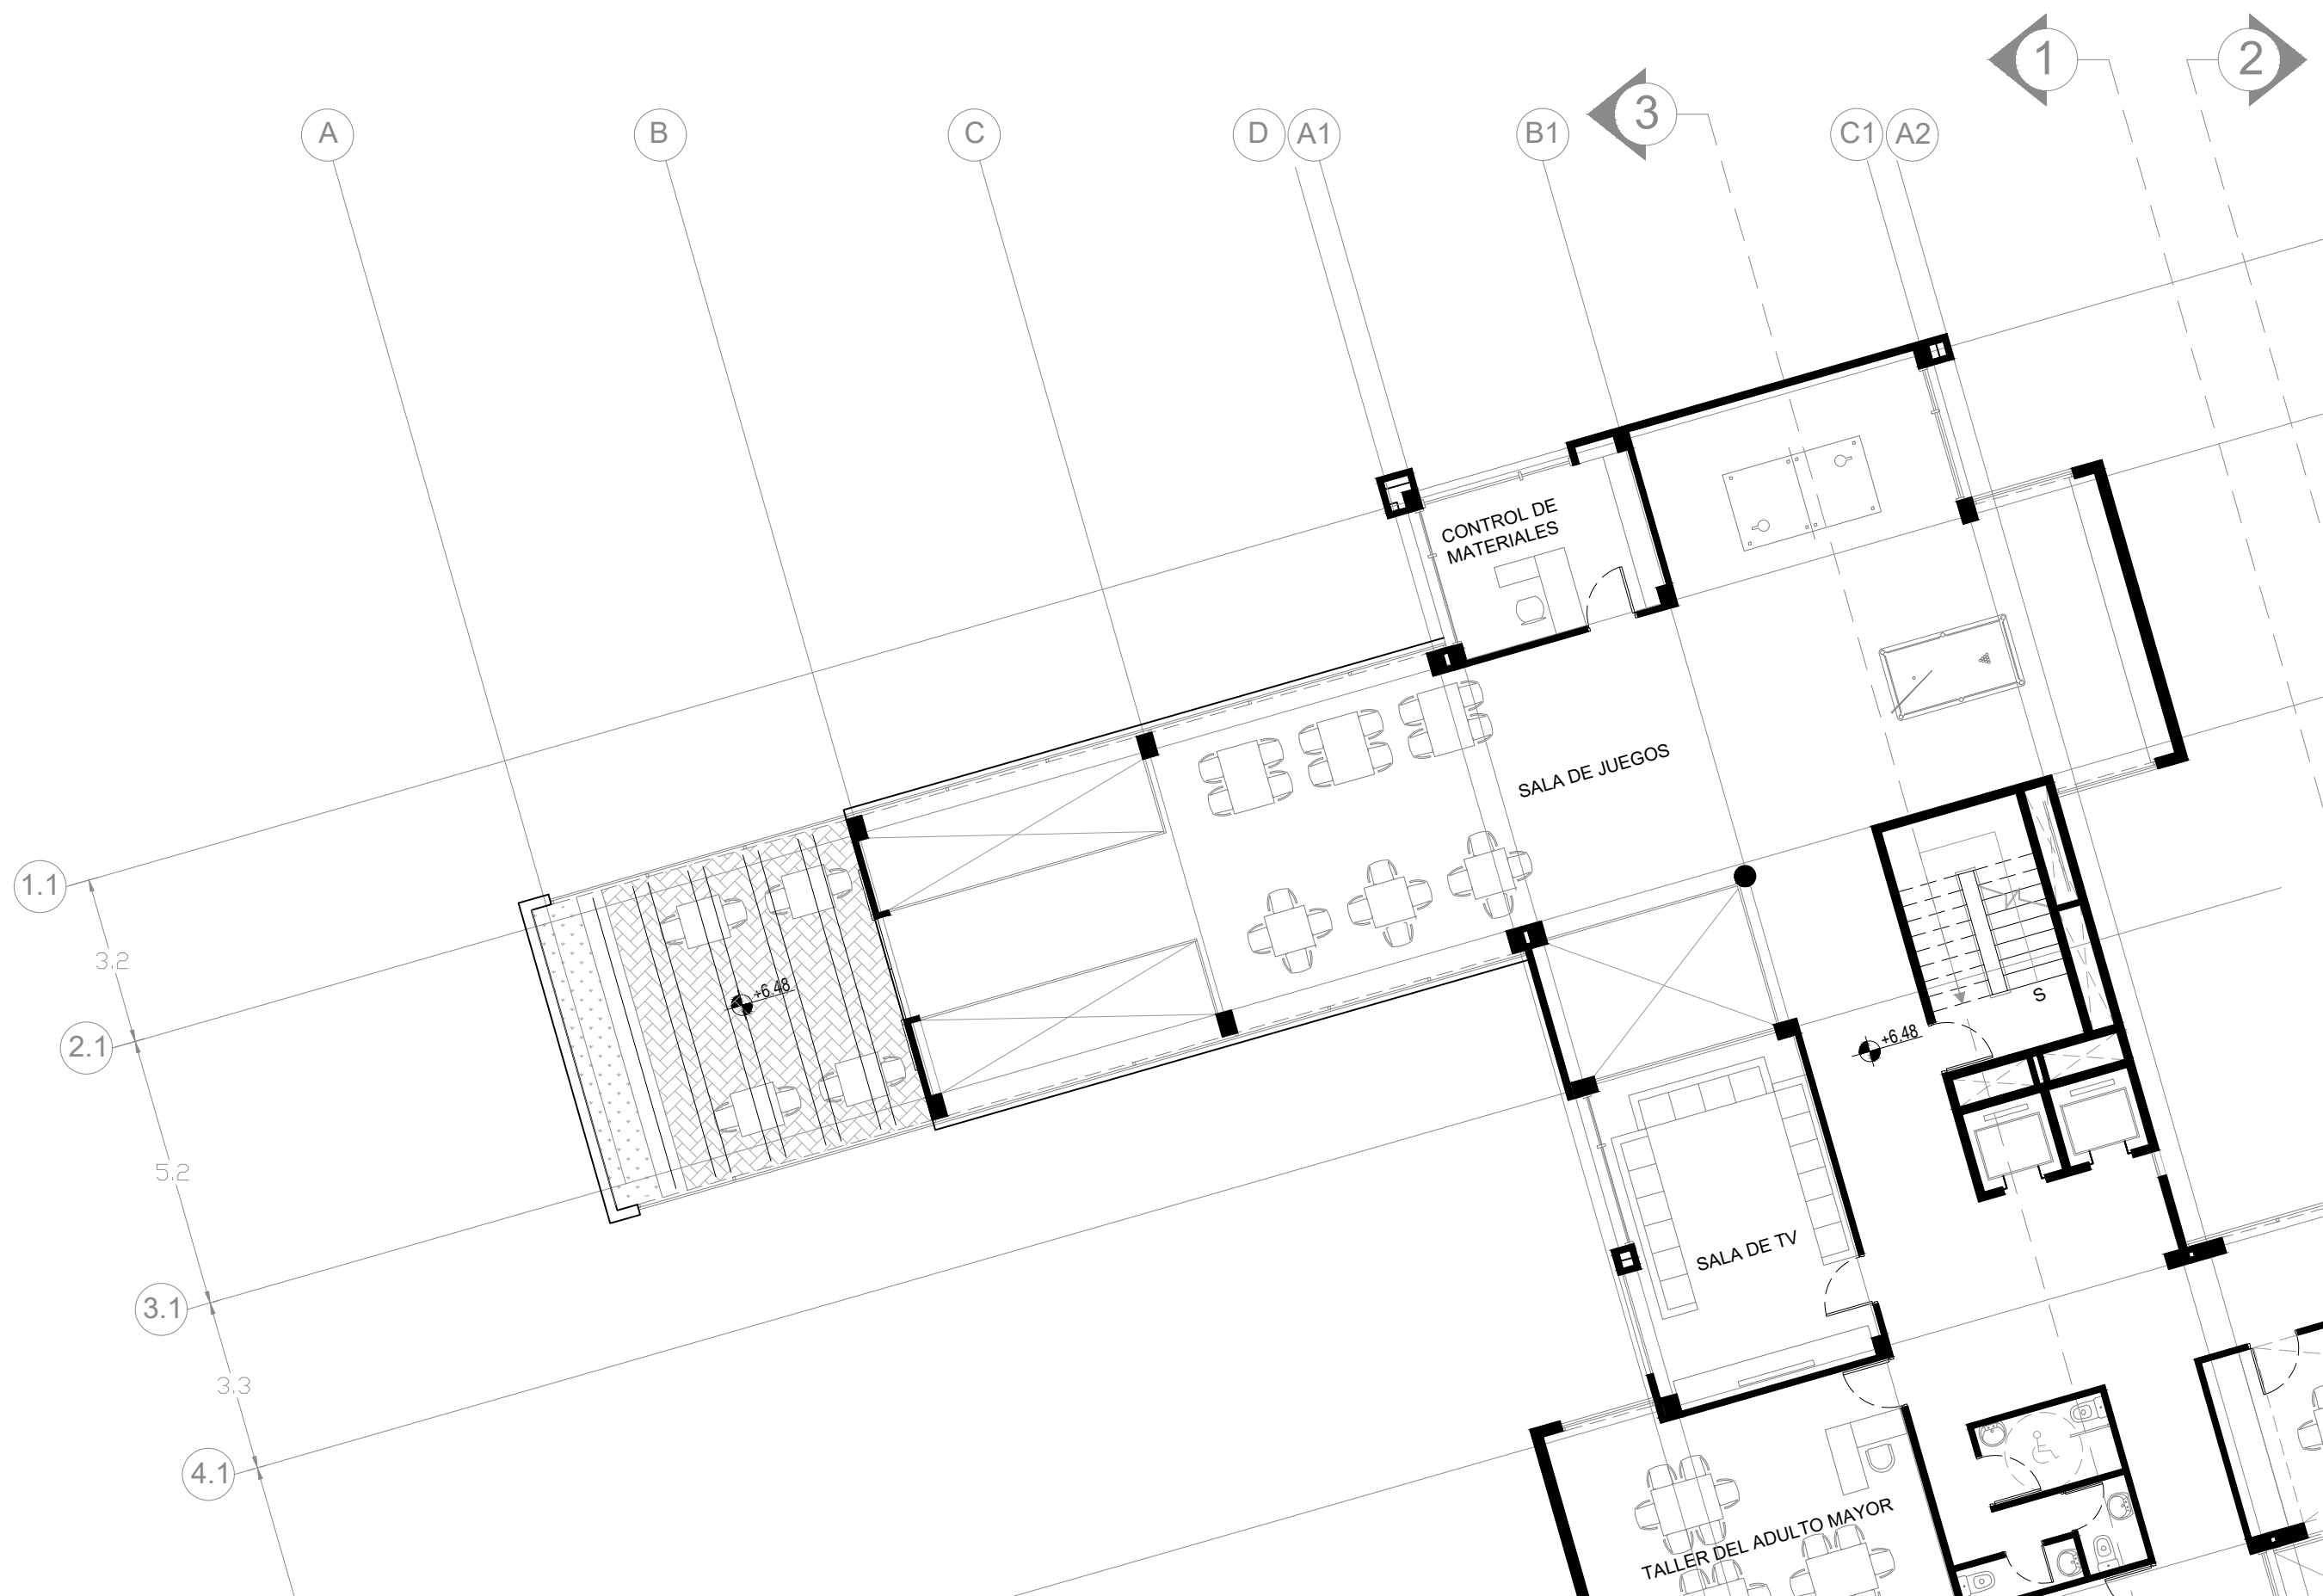 1
2
3
A
B
C
D
A1
B1
C1
A2
CONTROL DE
MATERIALES
SALA DE JUEGOS
1.1
3.2
+6.48
S
2.1
+6.48
5.2
SALA DE TV
3.1
3.3
4.1
TALLER DEL ADULTO MAYOR